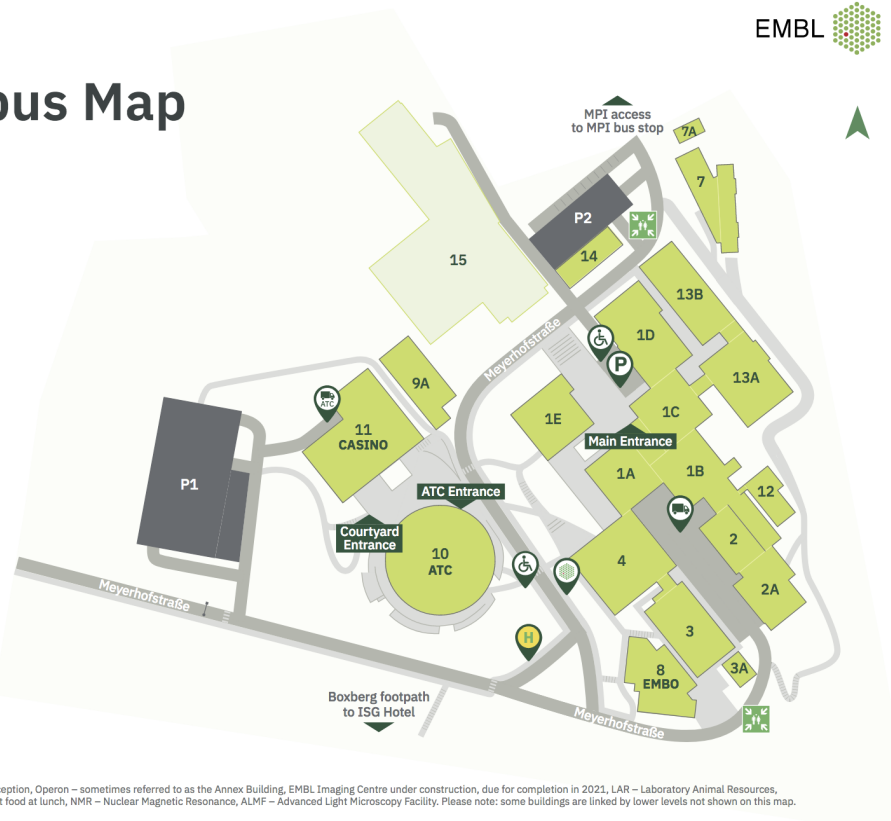 EMBL
pus Map
MPI access
to MPI bus stop
7A
7
P2
14
15
13B
1D
Meyerhofstraße
P
13A
9A
ATC
1E
1C
11
CASINO
Main Entrance
1A
1B
P1
ATC Entrance
12
Courtyard
Entrance
10
ATC
2
4
2A
Meyerhofstraße
3
H
3A
8
EMBO
Boxberg footpath
to ISG Hotel
Meyerhofstraße
ception, Operon – sometimes referred to as the Annex Building, EMBL Imaging Centre under construction, due for completion in 2021, LAR – Laboratory Animal Resources,
t food at lunch, NMR – Nuclear Magnetic Resonance, ALMF – Advanced Light Microscopy Facility. Please note: some buildings are linked by lower levels not shown on this map.